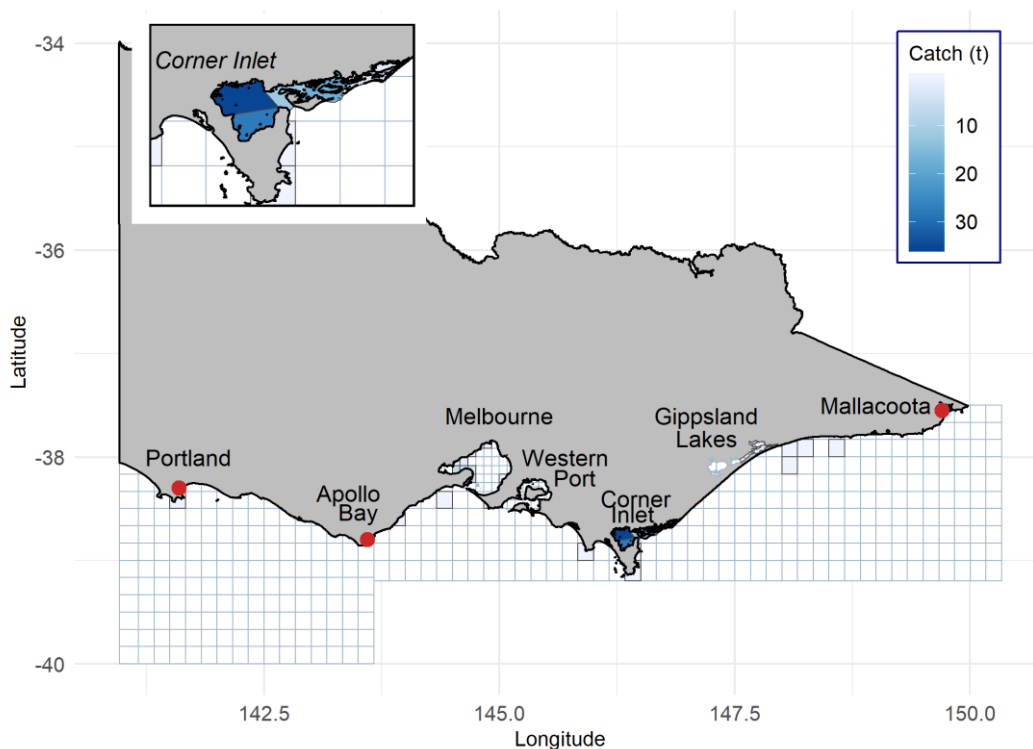 -34
-36
-38
-40
Latitude
Corner Inlet
Catch (t)
10
20
30
Mallacoota
Gippsland
Lakes
Melbourne
Western
Port
Portland
Apollo
Bay
Corner
Inlet
142.5
145.0
147.5
150.0
Longitude